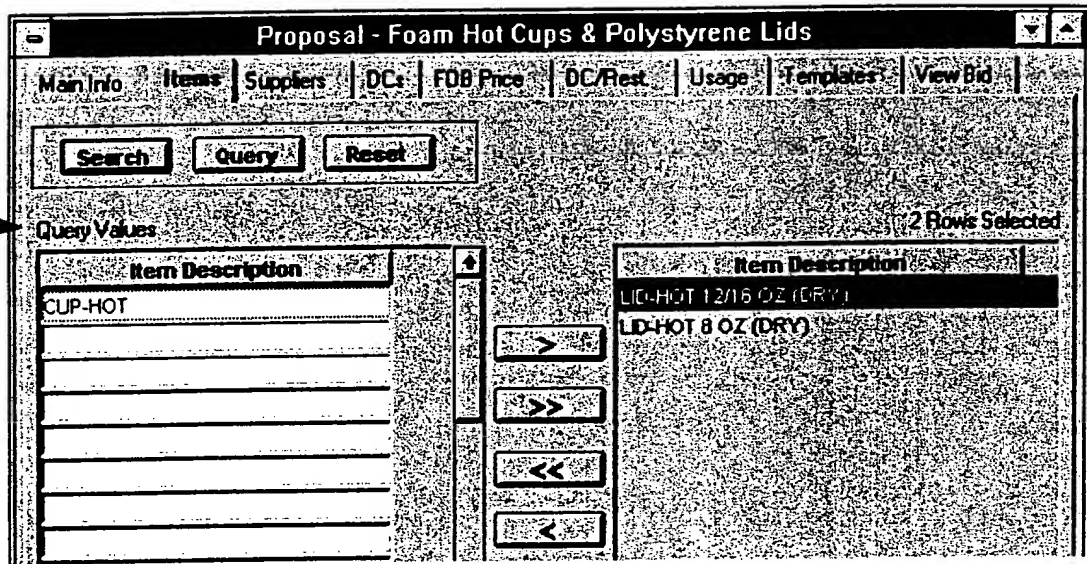 Proposal - Foam Hot Cups & Polystyrene Lids
Main Info Items Suppliers DCs FOB Price DC/Rest Usage Templates View Bid
Search Query Reset
Query Values 2 Rows Selected
Item Description Item Description
CUP-HOT LID-HOT 12/16 OZ (DRY)
LID-HOT 8 OZ (DRY)
>
>>
<<
<